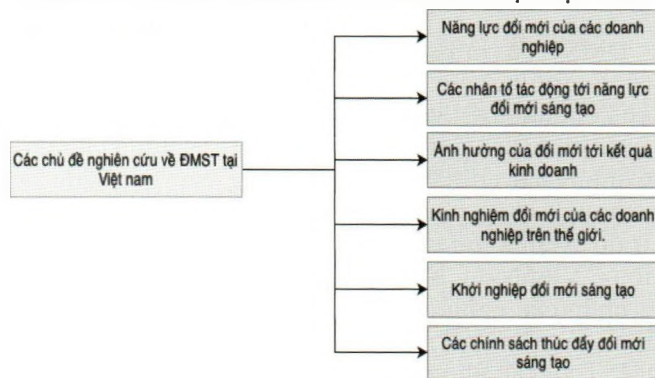 Năng lực đổi mới của các doanh
nghiệp
Các nhân tố tác động tới năng lực
đổi mới sáng tạo
Các chủ đề nghiên cứu về ĐMST tại
Việt nam
Ảnh hưởng của đổi mới tới kết quả
kinh doanh
Kinh nghiệm đổi mới của các doanh
nghiệp trên thế giới.
Khởi nghiệp đổi mới sáng tạo
Các chính sách thúc đẩy đổi mới
sáng tạo